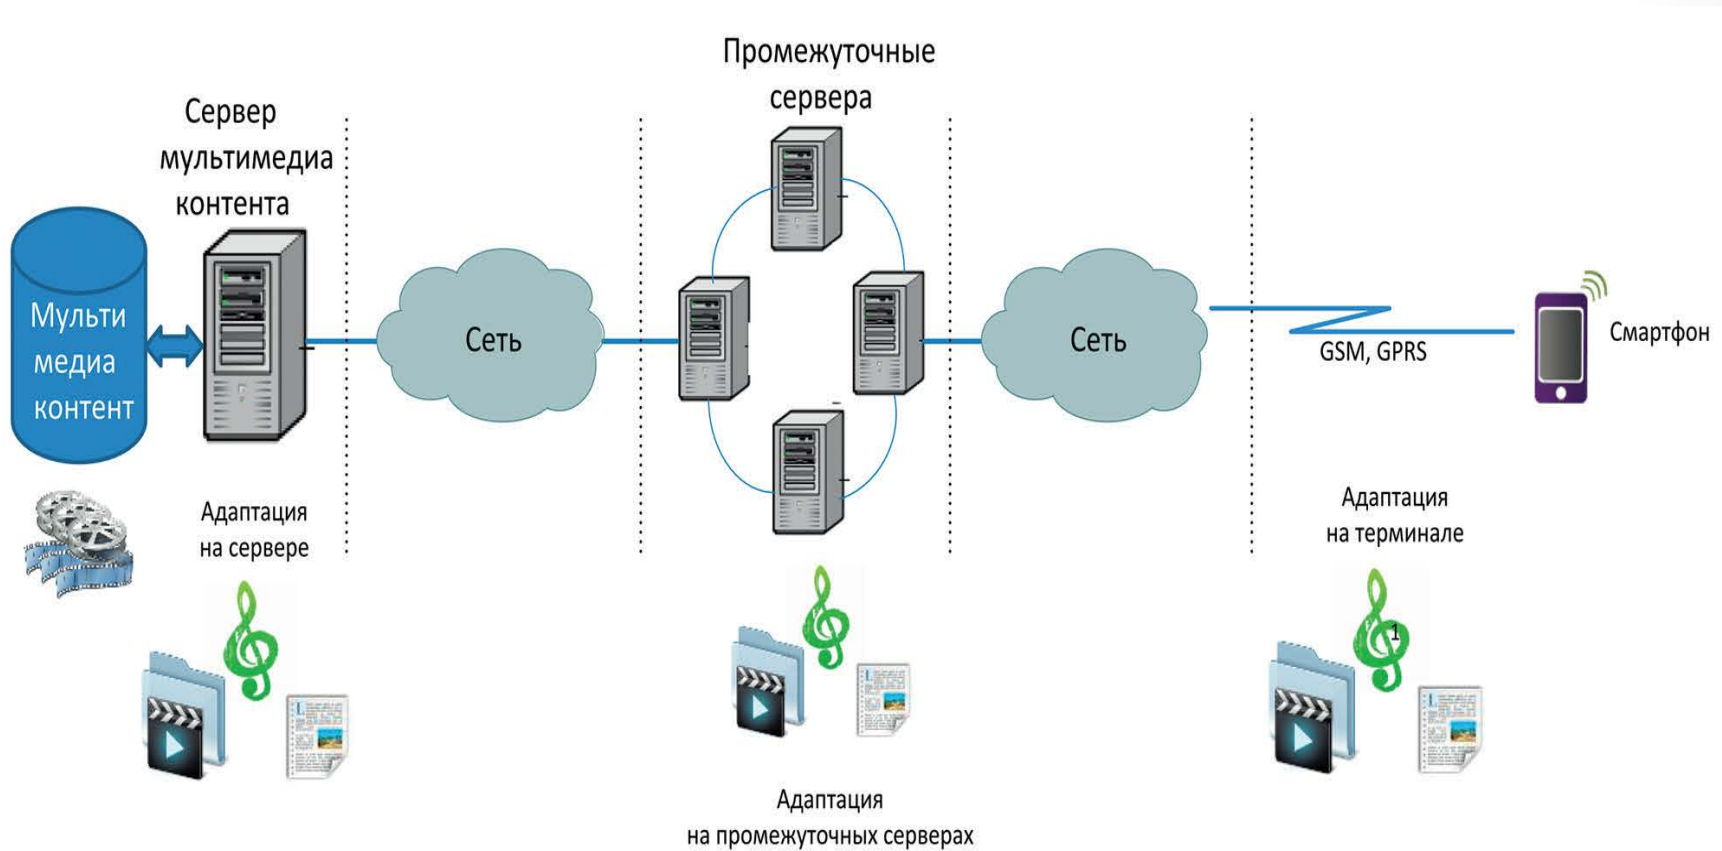 Промежуточные
сервера
Сервер
мультимедиа
контента
Мульти
медиа
контент
Сеть
Сеть
GSM, GPRS
Смартфон
Адаптация
на сервере
Адаптация
на терминале
1
Адаптация
на промежуточных серверах